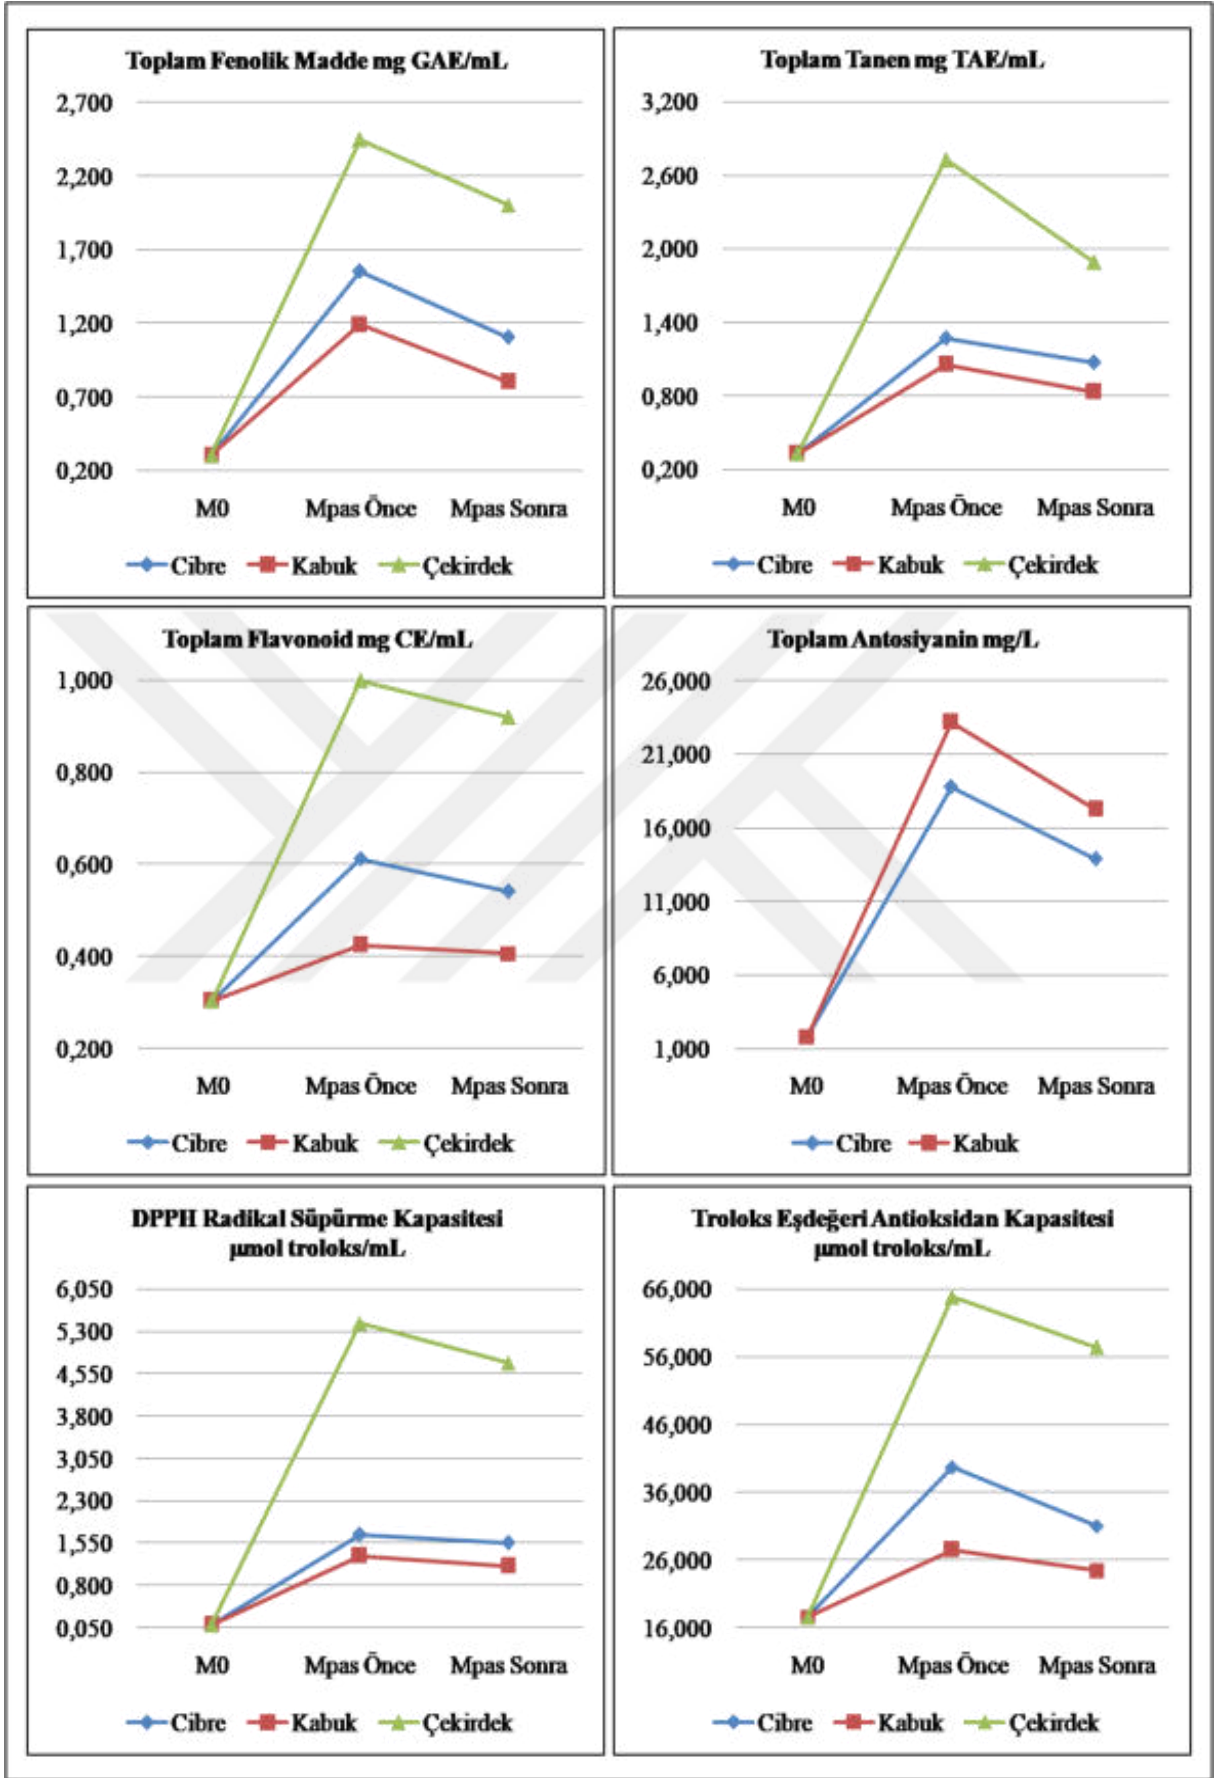 Toplam Fenolik Madde mg GAE/mL
2,700
2,200
1,700
1,200
0,700
0,200
M0 Mpas Önce Mpas Sonra
Cibre Kabuk Çekirdek
Toplam Tanen mg TAE/mL
3,200
2,600
2,000
1,400
0,800
0,200
M0 Mpas Önce Mpas Sonra
Cibre Kabuk Çekirdek
Toplam Flavonoid mg CE/mL
1,000
0,800
0,600
0,400
0,200
M0 Mpas Önce Mpas Sonra
Cibre Kabuk Çekirdek
Toplam Antosiyanin mg/L
26,000
21,000
16,000
11,000
6,000
1,000
M0 Mpas Önce Mpas Sonra
Cibre Kabuk
DPPH Radikal Süpürme Kapasitesi
µmol troloks/mL
6,050
5,300
4,550
3,800
3,050
2,300
1,550
0,800
0,050
M0 Mpas Önce Mpas Sonra
Cibre Kabuk Çekirdek
Troloks Eşdeğeri Antioksidan Kapasitesi
µmol troloks/mL
66,000
56,000
46,000
36,000
26,000
16,000
M0 Mpas Önce Mpas Sonra
Cibre Kabuk Çekirdek